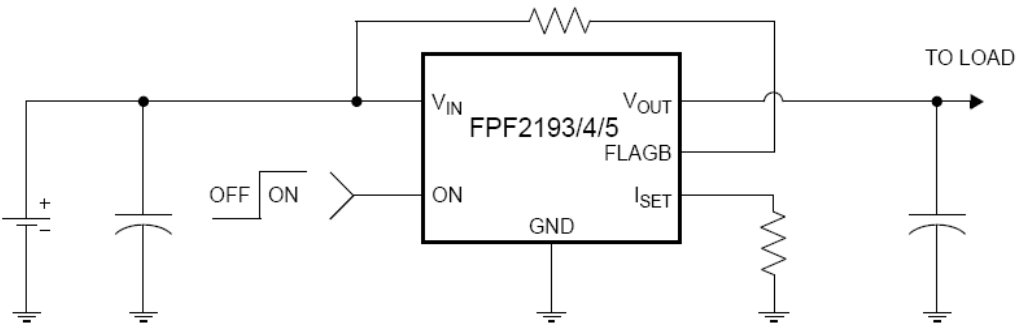 TO LOAD
VIN
VOUT
FPF2193/4/5
FLAGB
OFF
ON
ON
ISET
GND
+
–